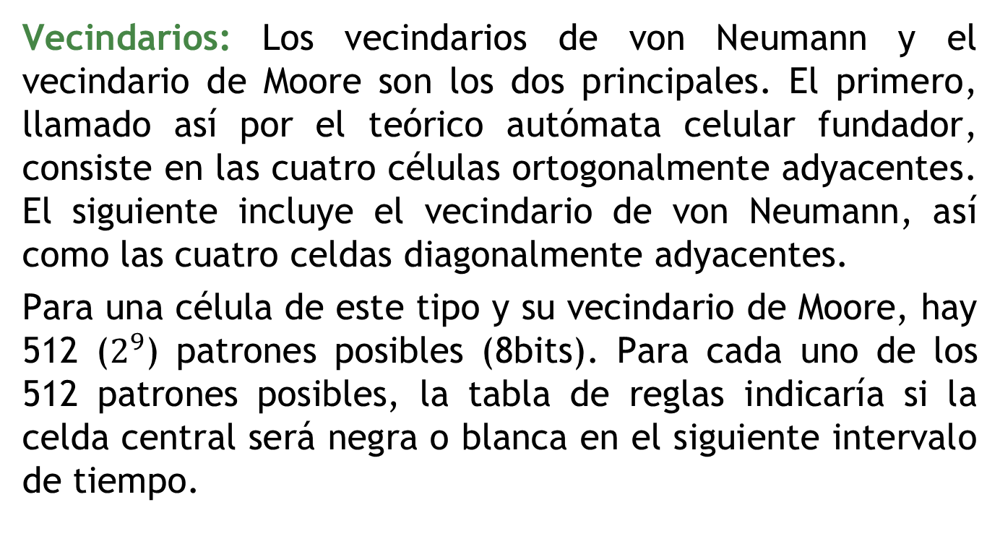 Vecindarios: Los vecindarios de von Neumann y el
vecindario de Moore son los dos principales. El primero,
llamado así por el teórico autómata celular fundador,
consiste en las cuatro células ortogonalmente adyacentes.
El siguiente incluye el vecindario de von Neumann, así
como las cuatro celdas diagonalmente adyacentes.
Para una célula de este tipo y su vecindario de Moore, hay
512 (2⁹) patrones posibles (8bits). Para cada uno de los
512 patrones posibles, la tabla de reglas indicaría si la
celda central será negra o blanca en el siguiente intervalo
de tiempo.